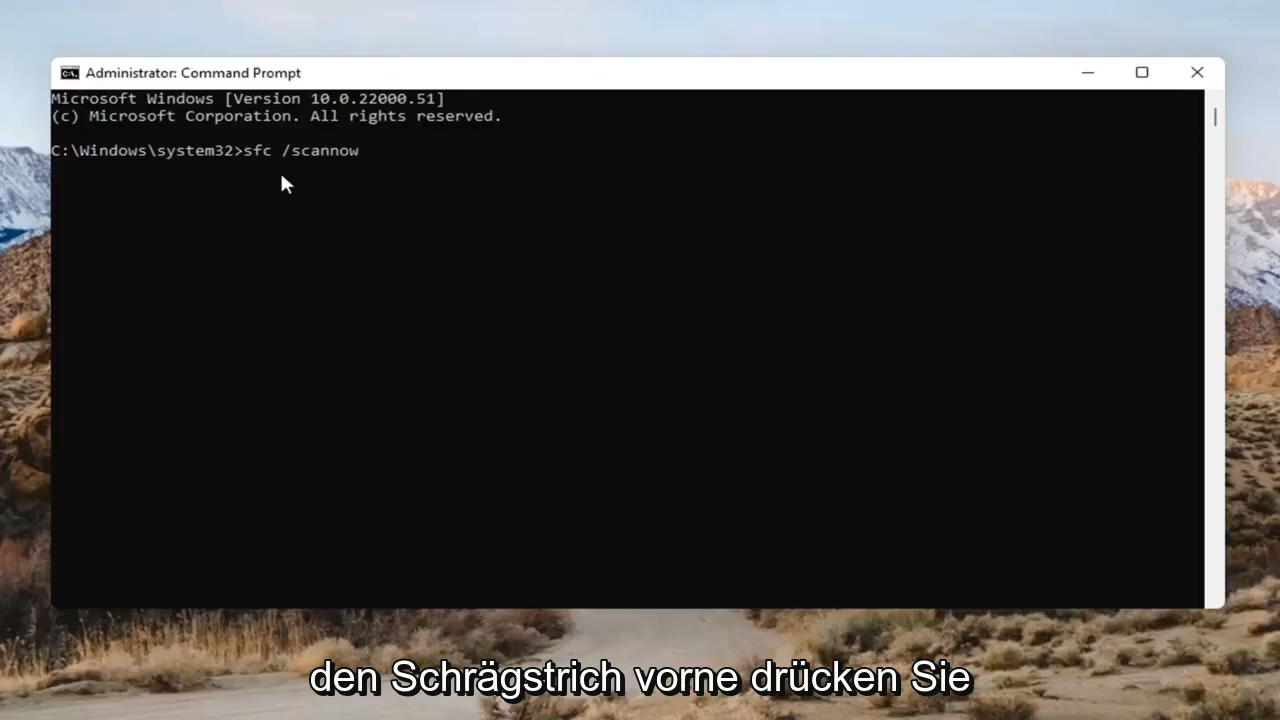 Administrator: Command Prompt
Microsoft Windows [Version 10.0.22000.51]
(c) Microsoft Corporation. All rights reserved.
C:\Windows\system32>sfc /scannow
den Schrägstrich vorne drücken Sie